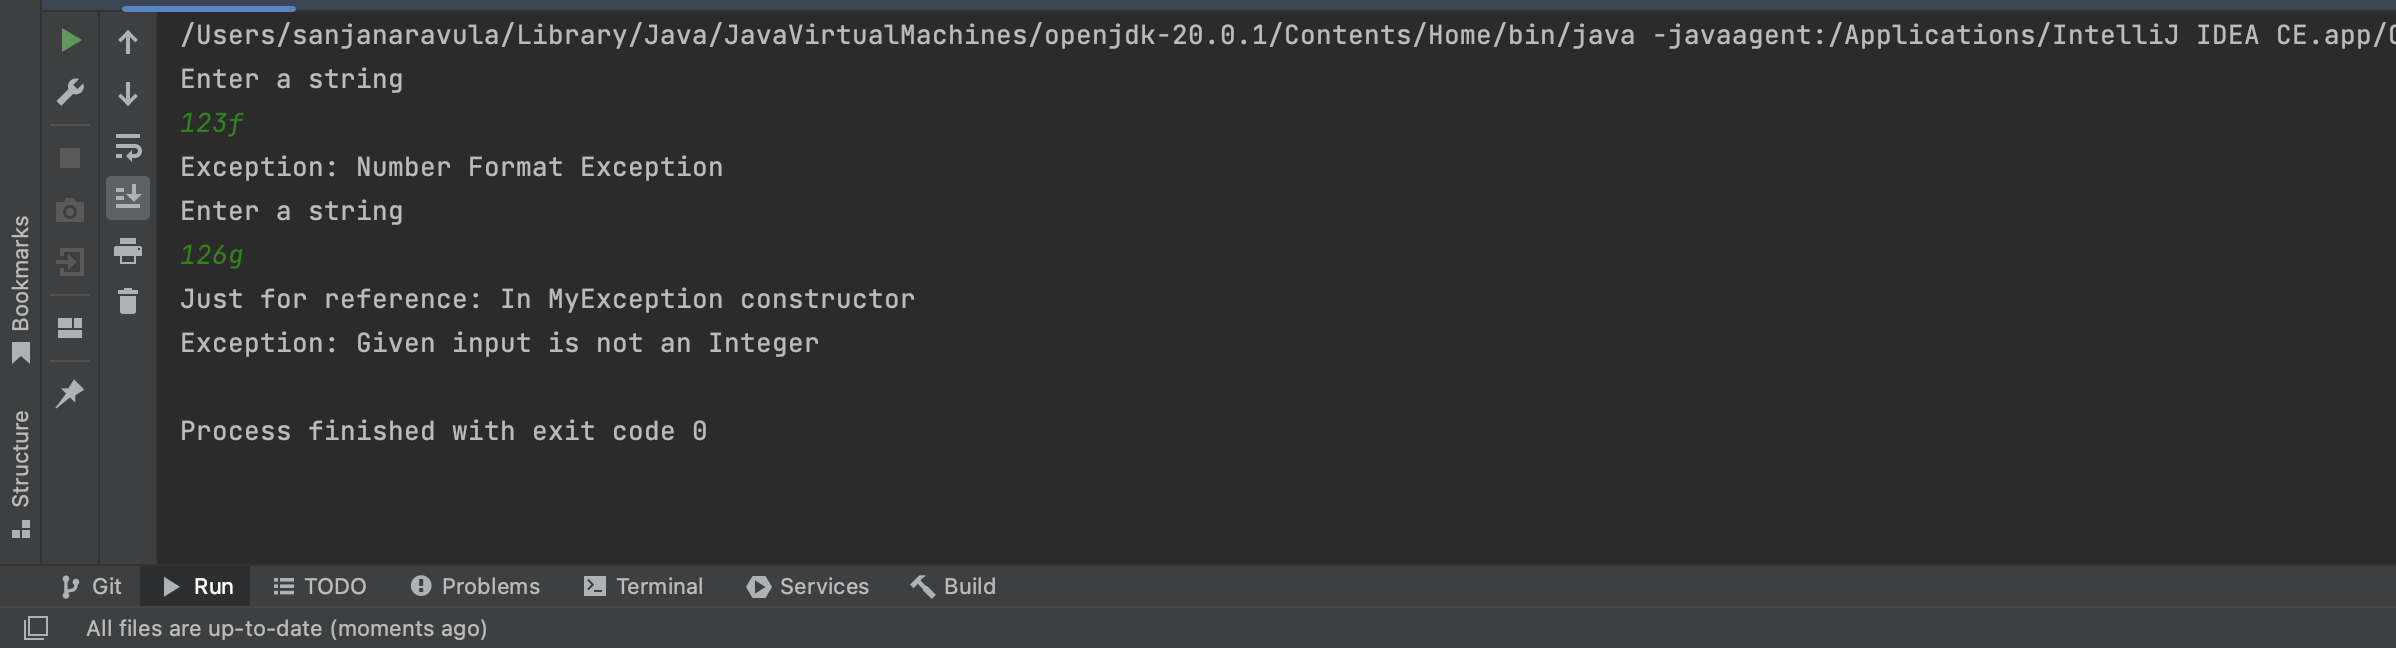 /Users/sanjanaravula/Library/Java/JavaVirtualMachines/openjdk-20.0.1/Contents/Home/bin/java -javaagent:/Applications/IntelliJ IDEA CE.app/C
Enter a string
123f
Exception: Number Format Exception
Enter a string
126g
Just for reference: In MyException constructor
Exception: Given input is not an Integer
Process finished with exit code 0
Bookmarks
Structure
Git Run TODO Problems Terminal Services Build
All files are up-to-date (moments ago)